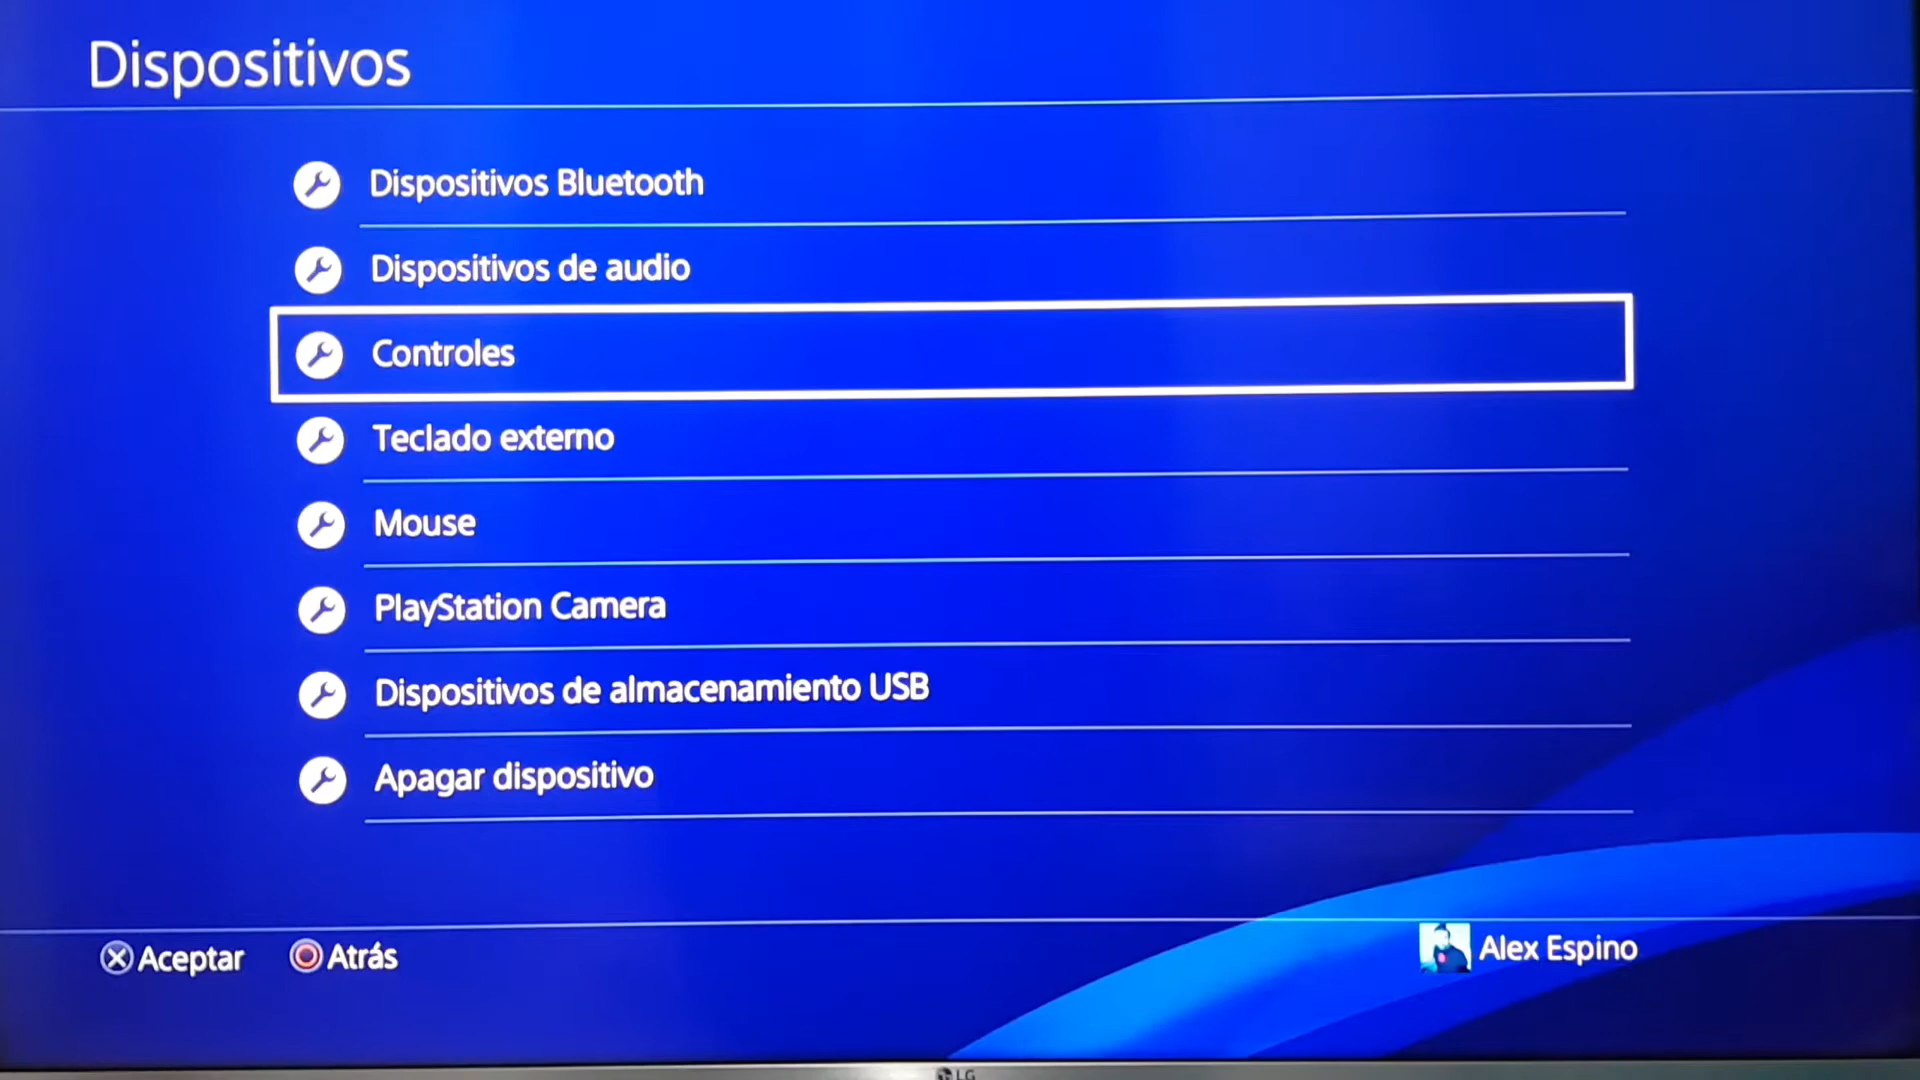 Dispositivos
Dispositivos Bluetooth
Dispositivos de audio
Controles
Teclado externo
Mouse
PlayStation Camera
Dispositivos de almacenamiento USB
Apagar dispositivo
Aceptar
Atrás
Alex Espino
LG